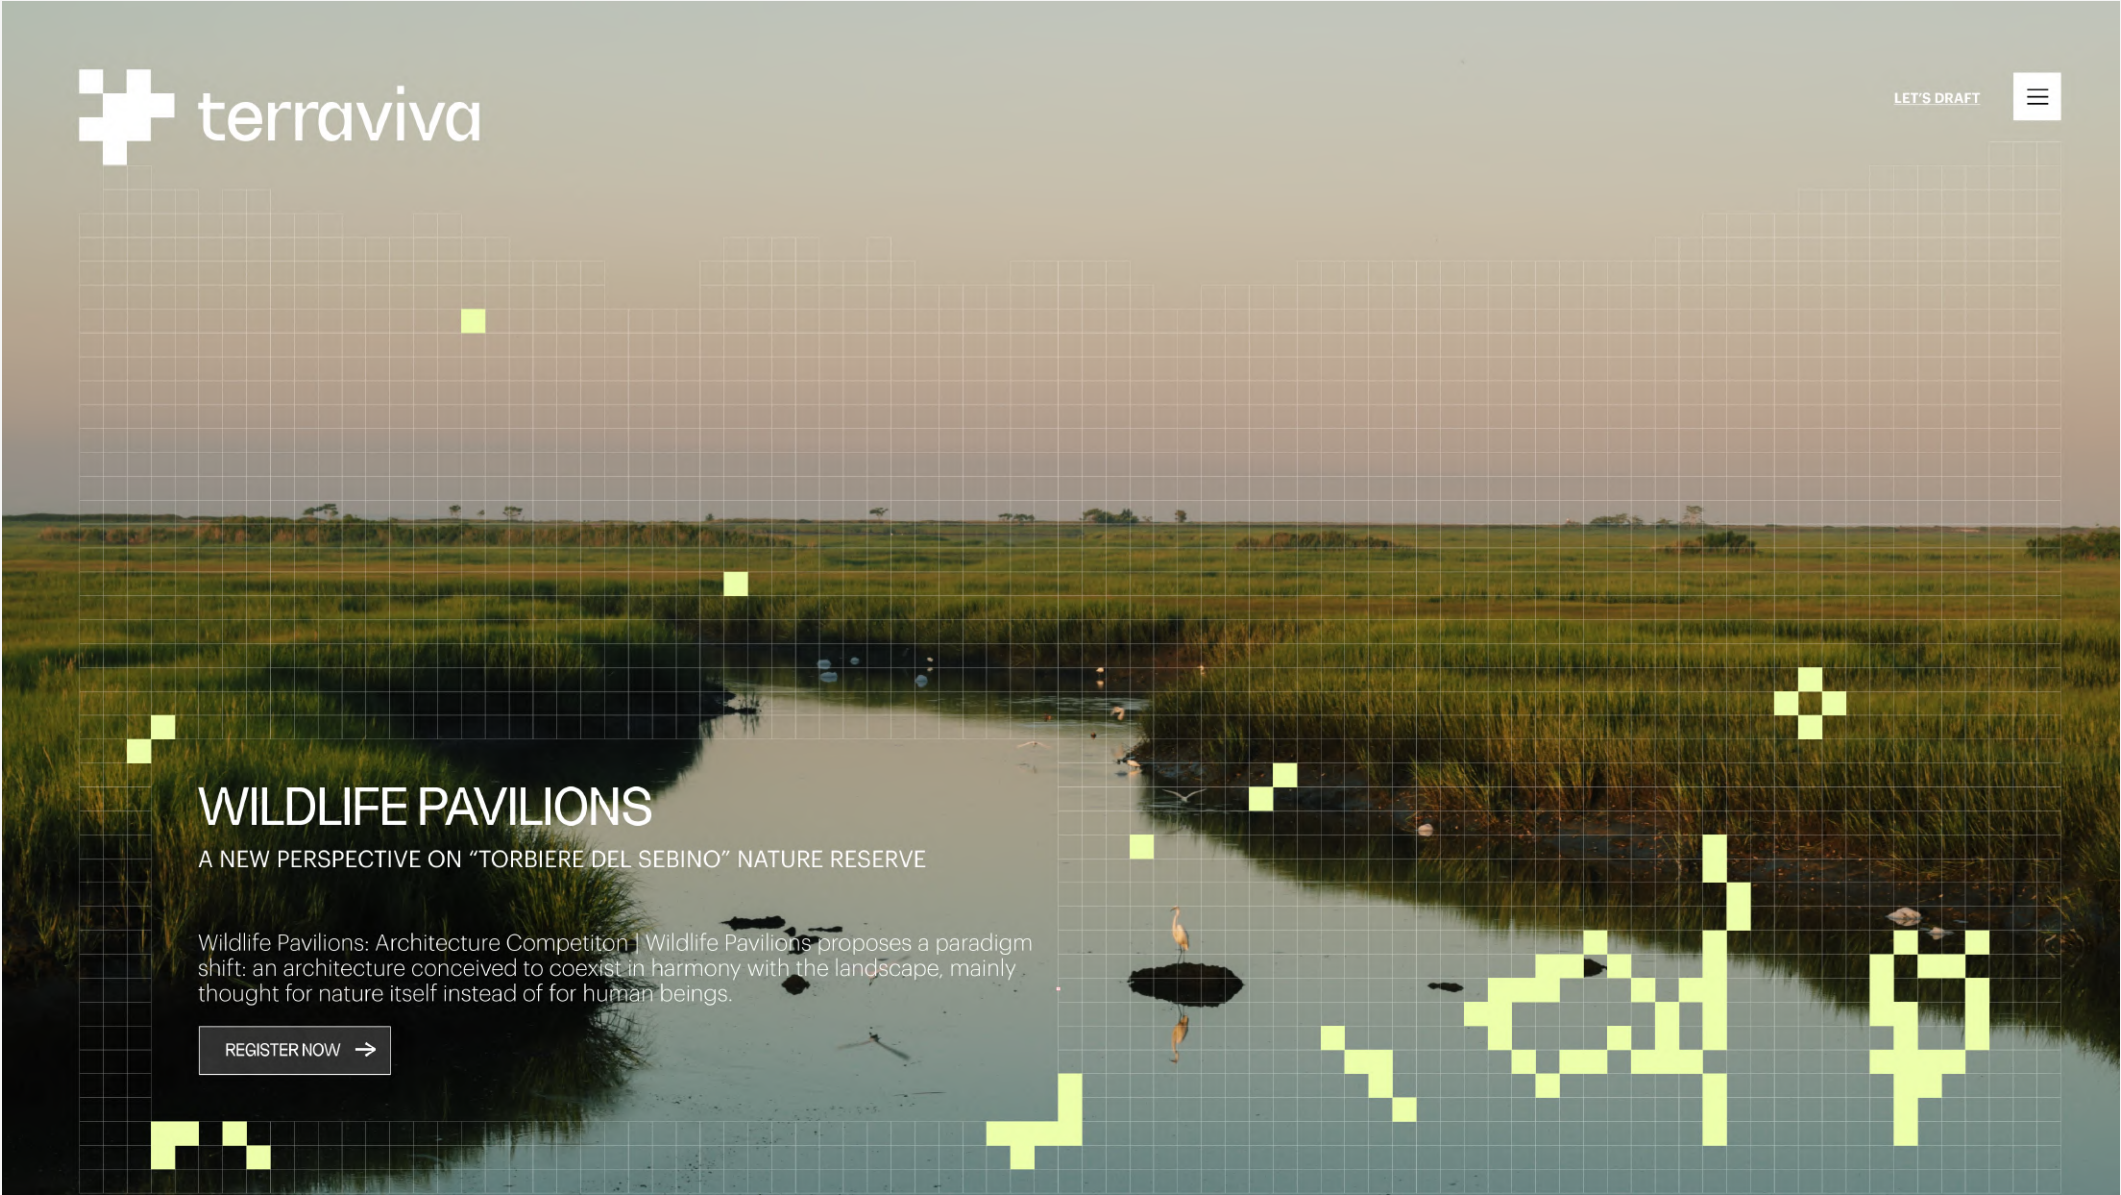 terraviva
LET'S DRAFT
WILDLIFE PAVILIONS
A NEW PERSPECTIVE ON “TORBIERE DEL SEBINO” NATURE RESERVE
Wildlife Pavilions: Architecture Competiton | Wildlife Pavilions proposes a paradigm
shift: an architecture conceived to coexist in harmony with the landscape, mainly
thought for nature itself instead of for human beings.
REGISTER NOW